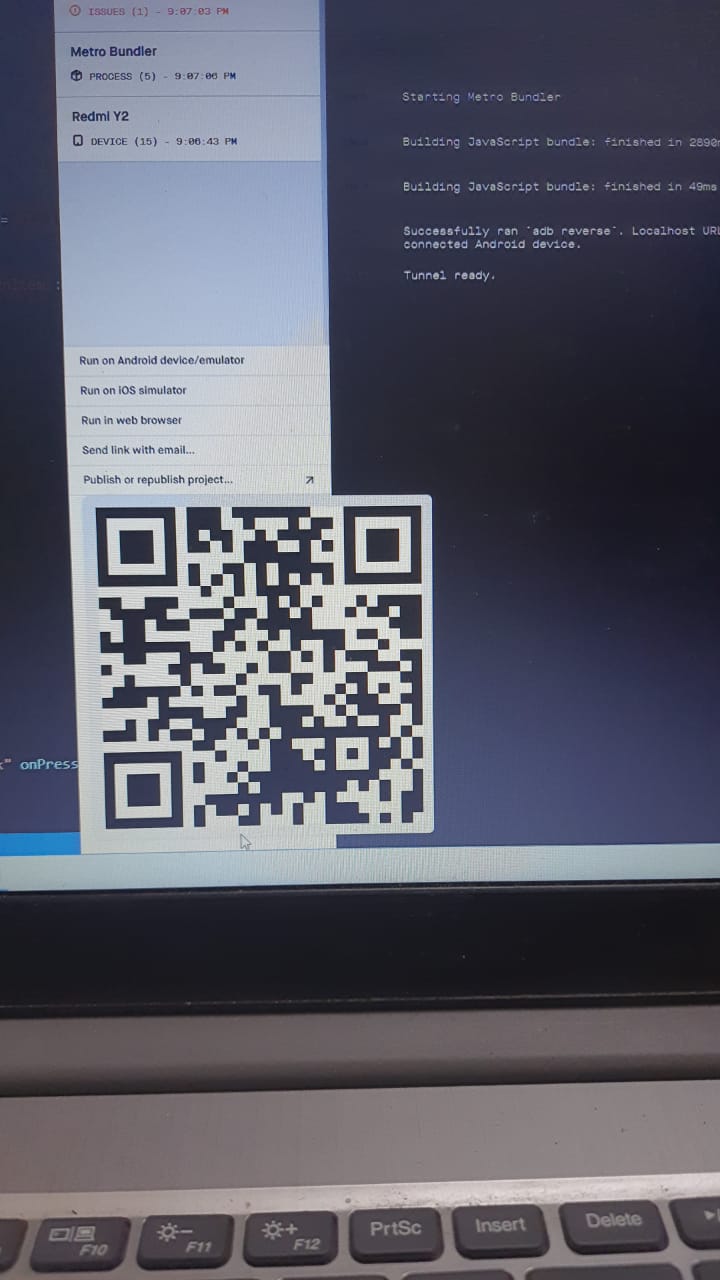 ISSUES (1) - 9:07:03 PM
Metro Bundler
PROCESS (5) - 9:07:06 PM
Redmi Y2
DEVICE (15) - 9:06:43 PM
Starting Metro Bundler
Building JavaScript bundle: finished in 2890
Building JavaScript bundle: finished in 49ms
Successfully ran `adb reverse`. Localhost URL
connected Android device.
Tunnel ready.
=
:
Run on Android device/emulator
Run on iOS simulator
Run in web browser
Send link with email...
Publish or republish project...
" onPress
F10
F11
F12
PrtSc
Insert
Delete